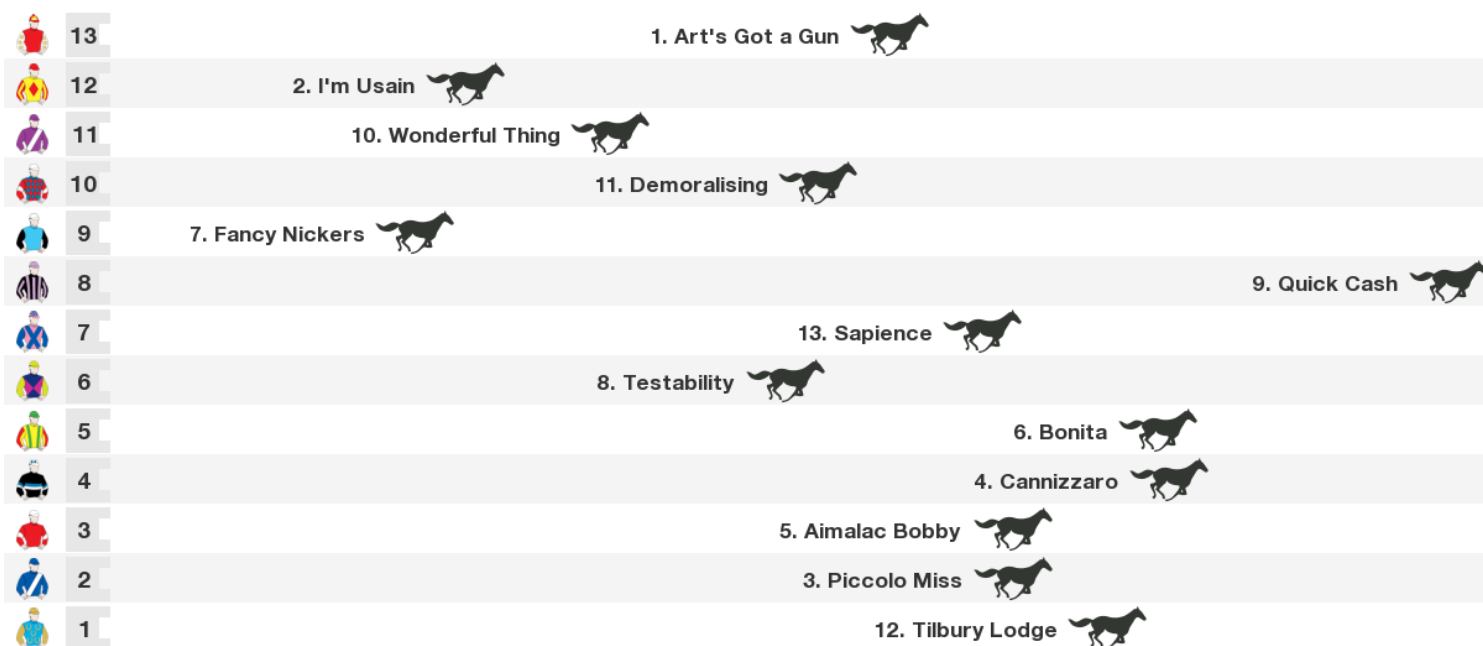 13 1. Art's Got a Gun
12 2. I'm Usain
11 10. Wonderful Thing
10 11. Demoralising
9 7. Fancy Nickers
8 9. Quick Cash
7 13. Sapience
6 8. Testability
5 6. Bonita
4 4. Cannizzaro
3 5. Aimalac Bobby
2 3. Piccolo Miss
1 12. Tilbury Lodge